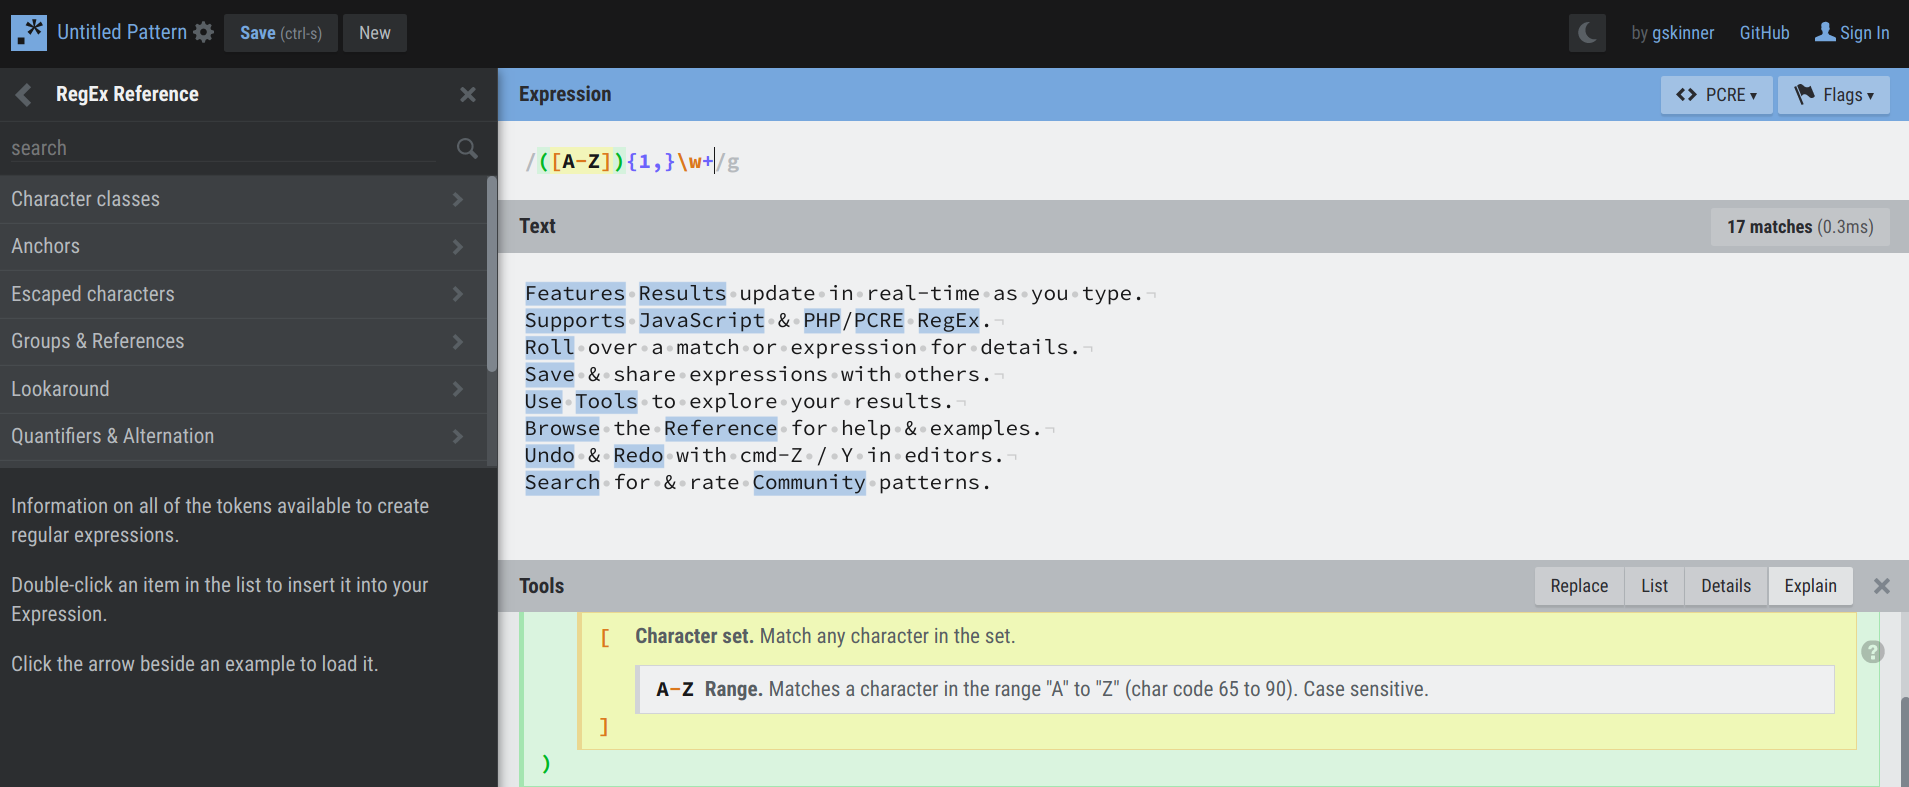 .* Untitled Pattern Save (ctrl-s) New by gskinner GitHub Sign In
RegEx Reference
search
Character classes
Anchors
Escaped characters
Groups & References
Lookaround
Quantifiers & Alternation
Information on all of the tokens available to create
regular expressions.
Double-click an item in the list to insert it into your
Expression.
Click the arrow beside an example to load it.
Expression <> PCRE ▾ Flags ▾
/([A-Z]){1,}\w+/g
Text 17 matches (0.3ms)
Features Results update in real-time as you type.
Supports JavaScript & PHP/PCRE RegEx.
Roll over a match or expression for details.
Save & share expressions with others.
Use Tools to explore your results.
Browse the Reference for help & examples.
Undo & Redo with cmd-Z / Y in editors.
Search for & rate Community patterns.
Tools Replace List Details Explain
[ Character set. Match any character in the set.
A-Z Range. Matches a character in the range "A" to "Z" (char code 65 to 90). Case sensitive.
]
)
?